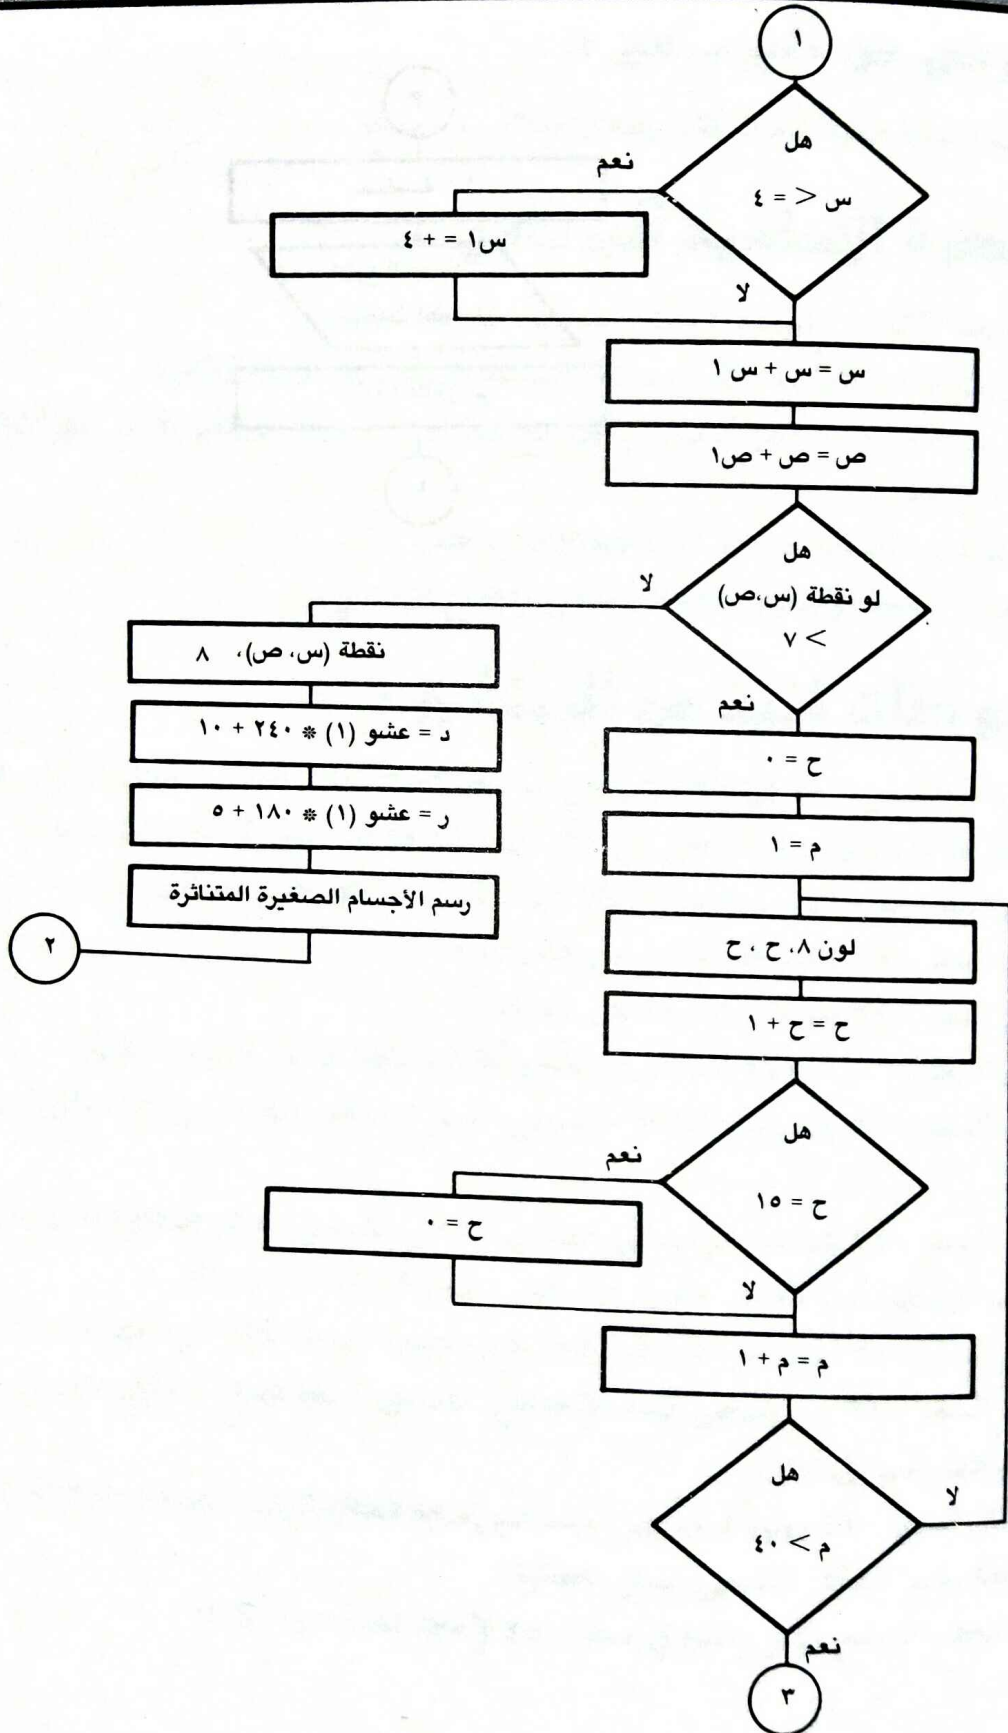 ١
هل
س < = ٤
نعم
س١ = + ٤
لا
س = س + س ١
ص = ص + ص١
هل
لو نقطة (س،ص)
< ٧
لا
نعم
نقطة (س، ص)، ٨
د = عشو (١) * ٢٤٠ + ١٠
ر = عشو (١) * ١٨٠ + ٥
رسم الأجسام الصغيرة المتناثرة
٢
ح = ٠
م = ١
لون ٨، ح ، ح
ح = ح + ١
هل
ح = ١٥
نعم
ح = ٠
لا
م = م + ١
هل
م > ٤٠
لا
نعم
٣